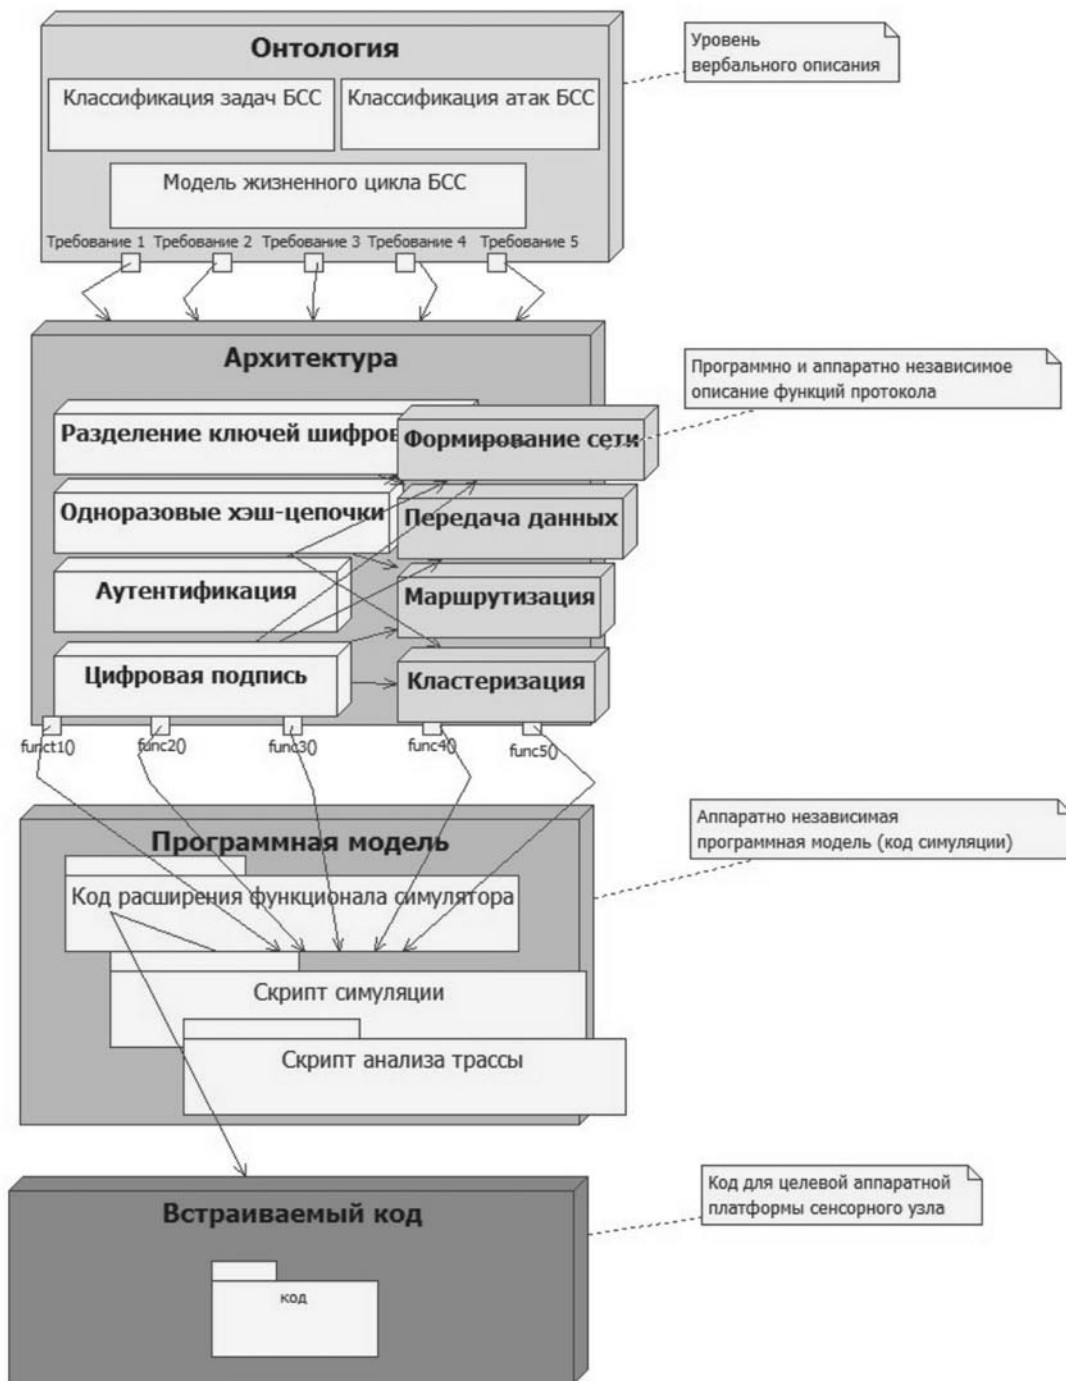 Онтология
Уровень
вербального описания
Классификация задач БСС
Классификация атак БСС
Модель жизненного цикла БСС
Требование 1
Требование 2
Требование 3
Требование 4
Требование 5
Архитектура
Программно и аппаратно независимое
описание функций протокола
Разделение ключей шифров
Формирование сети
Одноразовые хэш-цепочки
Передача данных
Аутентификация
Маршрутизация
Цифровая подпись
Кластеризация
funct1()
func2()
func3()
func4()
func5()
Программная модель
Аппаратно независимая
программная модель (код симуляции)
Код расширения функционала симулятора
Скрипт симуляции
Скрипт анализа трассы
Встраиваемый код
Код для целевой аппаратной
платформы сенсорного узла
код